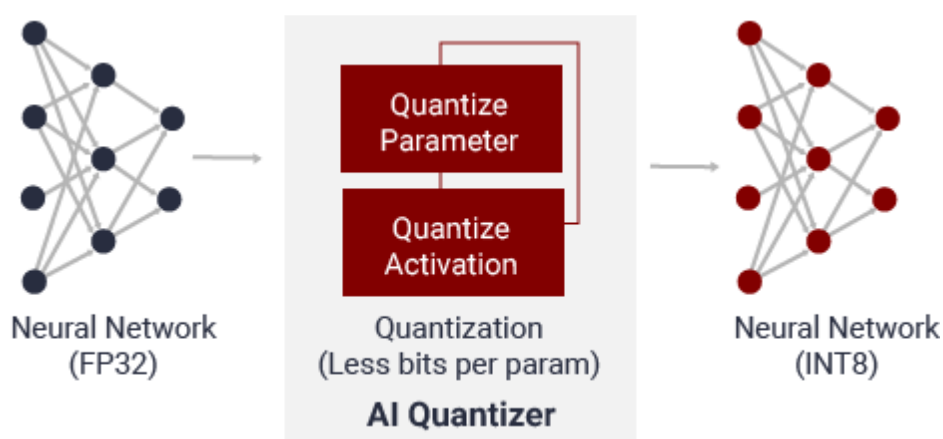 Quantize
Parameter
Quantize
Activation
Neural Network
(FP32)
Quantization
(Less bits per param)
AI Quantizer
Neural Network
(INT8)